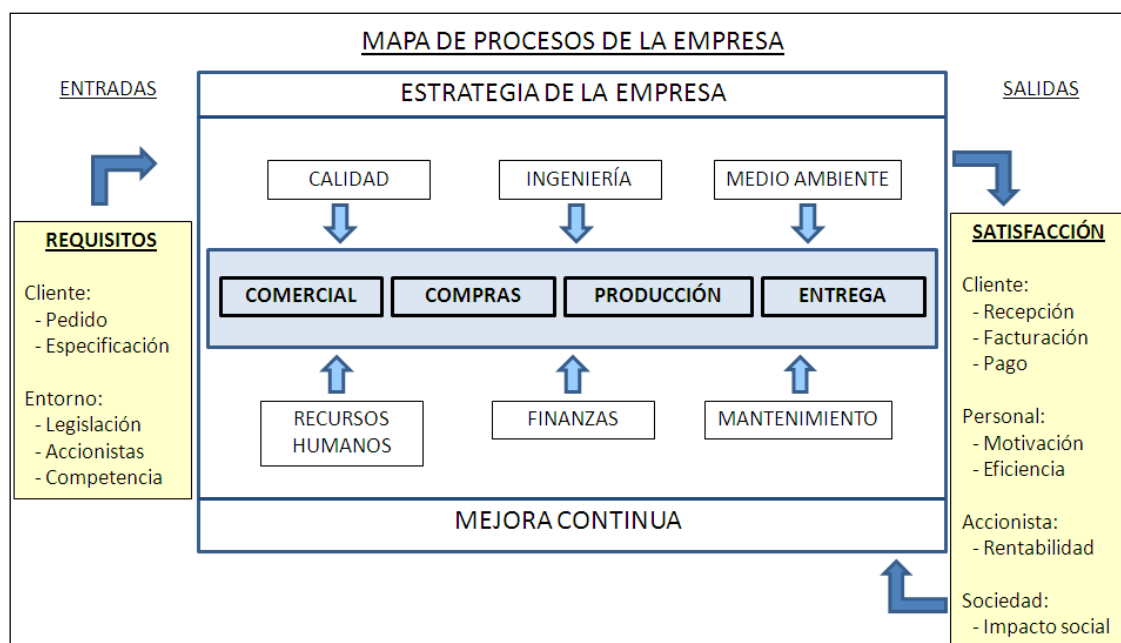 MAPA DE PROCESOS DE LA EMPRESA
ENTRADAS
ESTRATEGIA DE LA EMPRESA
SALIDAS
CALIDAD
INGENIERÍA
MEDIO AMBIENTE
REQUISITOS
Cliente:
- Pedido
- Especificación
Entorno:
- Legislación
- Accionistas
- Competencia
COMERCIAL
COMPRAS
PRODUCCIÓN
ENTREGA
RECURSOS
HUMANOS
FINANZAS
MANTENIMIENTO
MEJORA CONTINUA
SATISFACCIÓN
Cliente:
- Recepción
- Facturación
- Pago
Personal:
- Motivación
- Eficiencia
Accionista:
- Rentabilidad
Sociedad:
- Impacto social